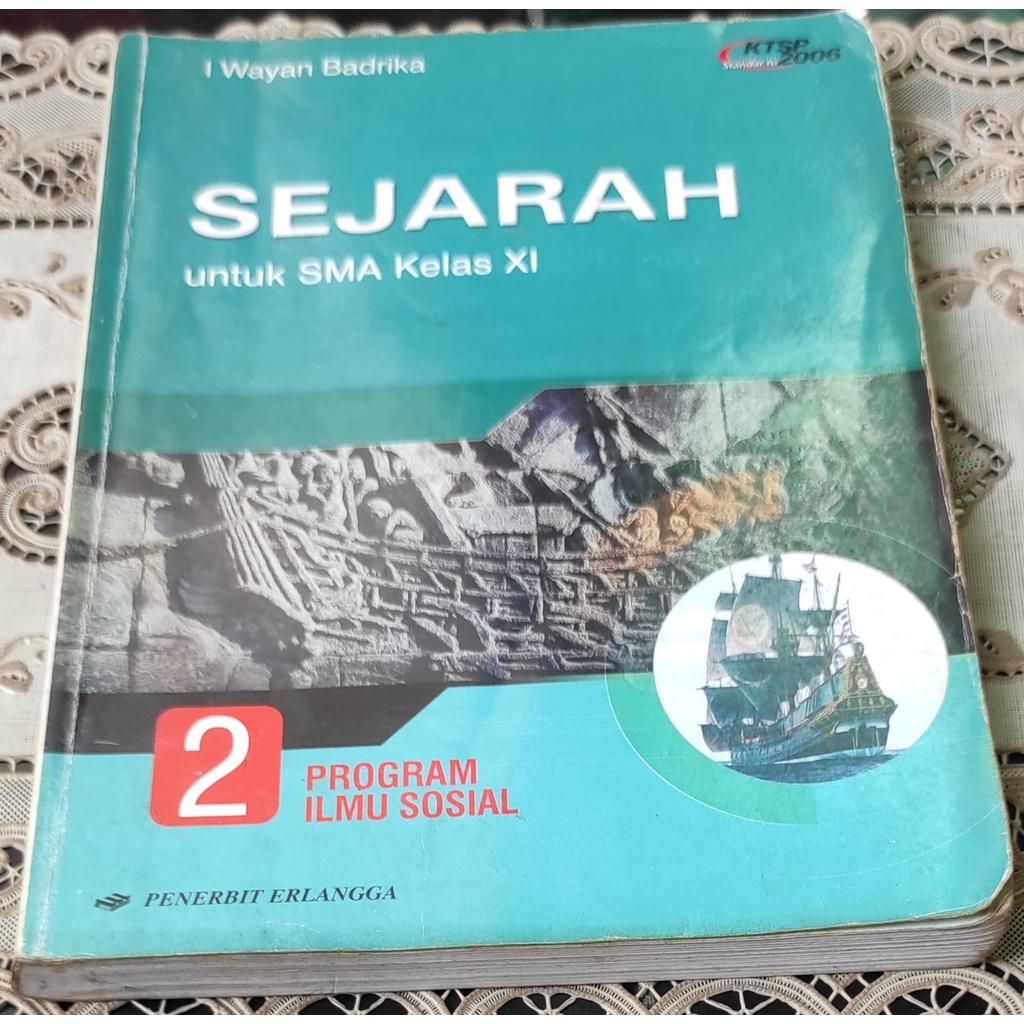 I Wayan Badrika
KTSP
2006
SEJARAH
untuk SMA Kelas XI
2
PROGRAM
ILMU SOSIAL
PENERBIT ERLANGGA